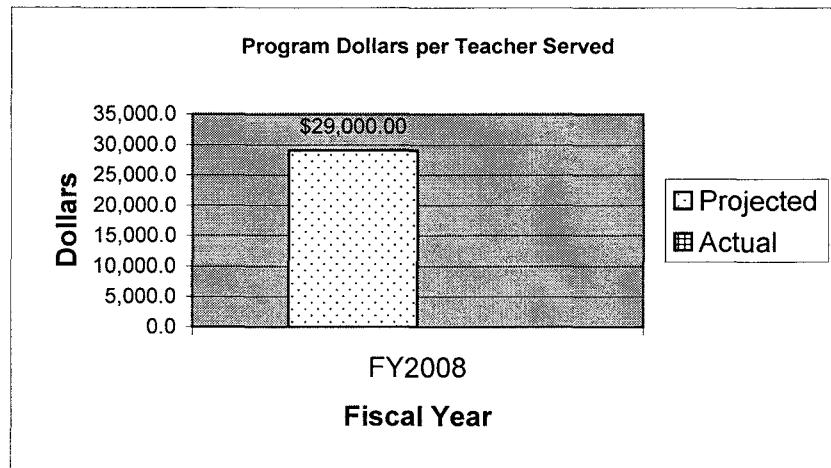 Program Dollars per Teacher Served
35,000.0
30,000.0
25,000.0
20,000.0
15,000.0
10,000.0
5,000.0
0.0
$29,000.00
Dollars
FY2008
Fiscal Year
Projected
Actual